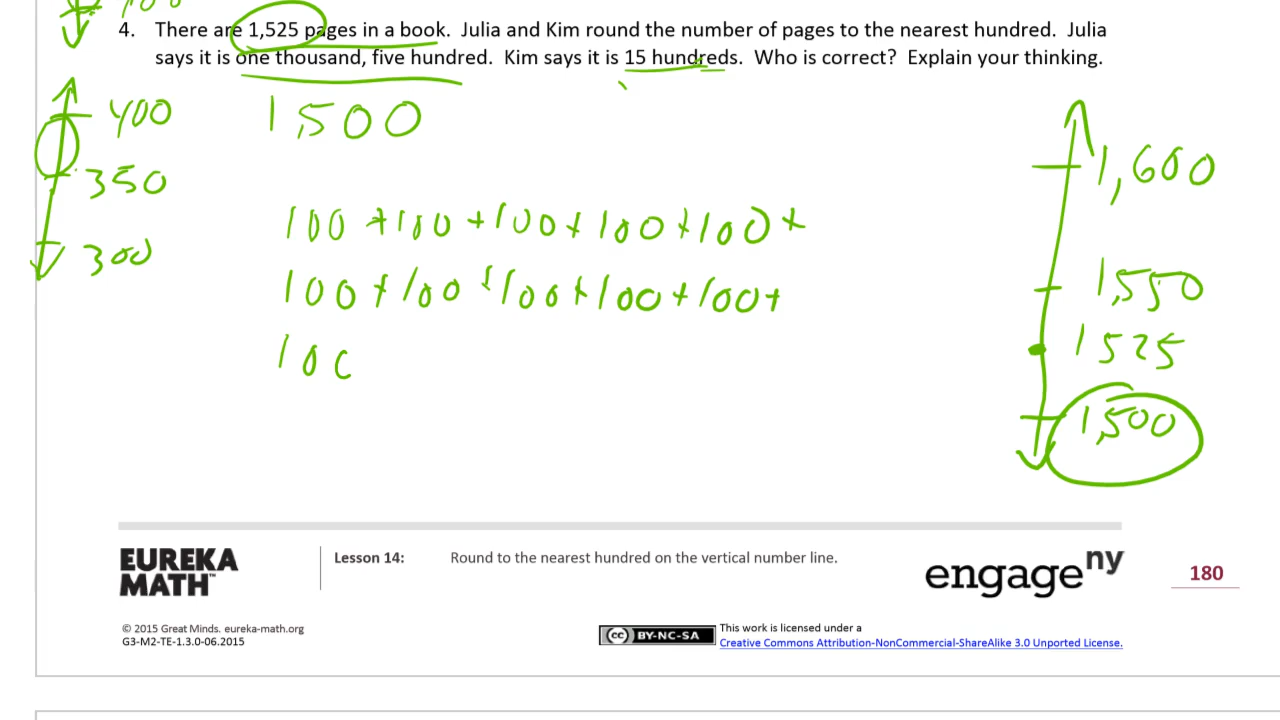 4. There are 1,525 pages in a book. Julia and Kim round the number of pages to the nearest hundred. Julia
says it is one thousand, five hundred. Kim says it is 15 hundreds. Who is correct? Explain your thinking.
400
350
300
1,500
100 + 100 + 100 + 100 + 100 +
100 + 100 + 100 + 100 + 100 +
100
1,600
1,550
1525
1,500
EUREKA
MATH™
Lesson 14: Round to the nearest hundred on the vertical number line.
engage ny
180
© 2015 Great Minds. eureka-math.org
G3-M2-TE-1.3.0-06.2015
cc BY-NC-SA
This work is licensed under a
Creative Commons Attribution-NonCommercial-ShareAlike 3.0 Unported License.